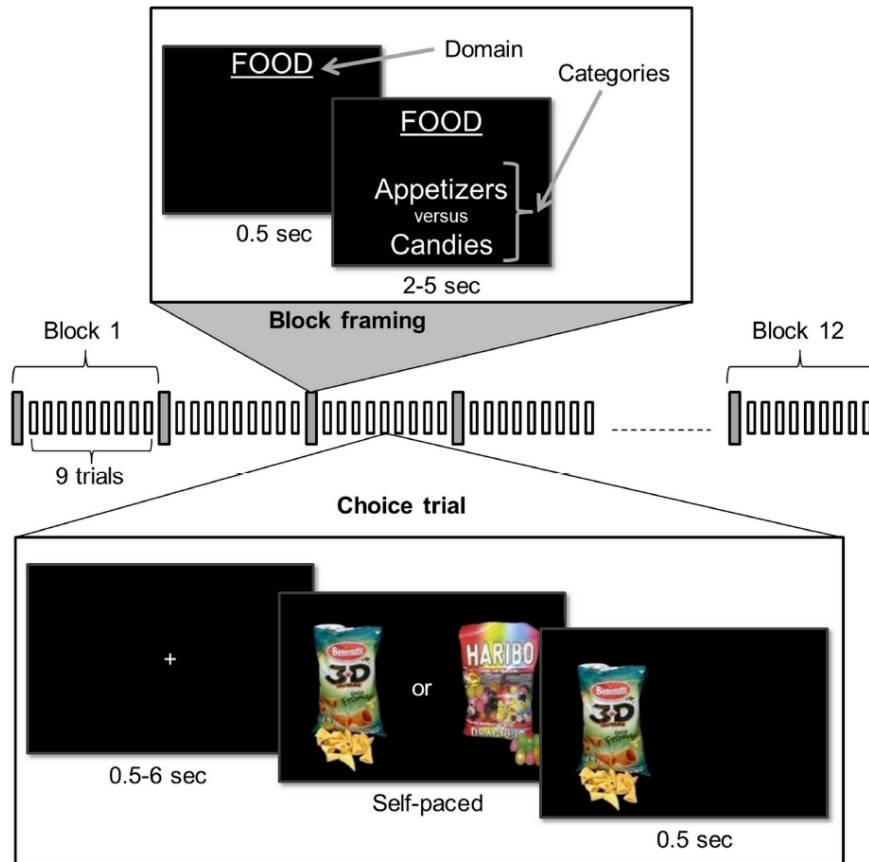 FOOD
Domain
Categories
FOOD
Appetizers
versus
Candies
0.5 sec
2-5 sec
Block framing
Block 1
Block 12
9 trials
Choice trial
+
Benenuts
3D
HARIBO
or
DRAGIBUS
Benenuts
3D
0.5-6 sec
Self-paced
0.5 sec